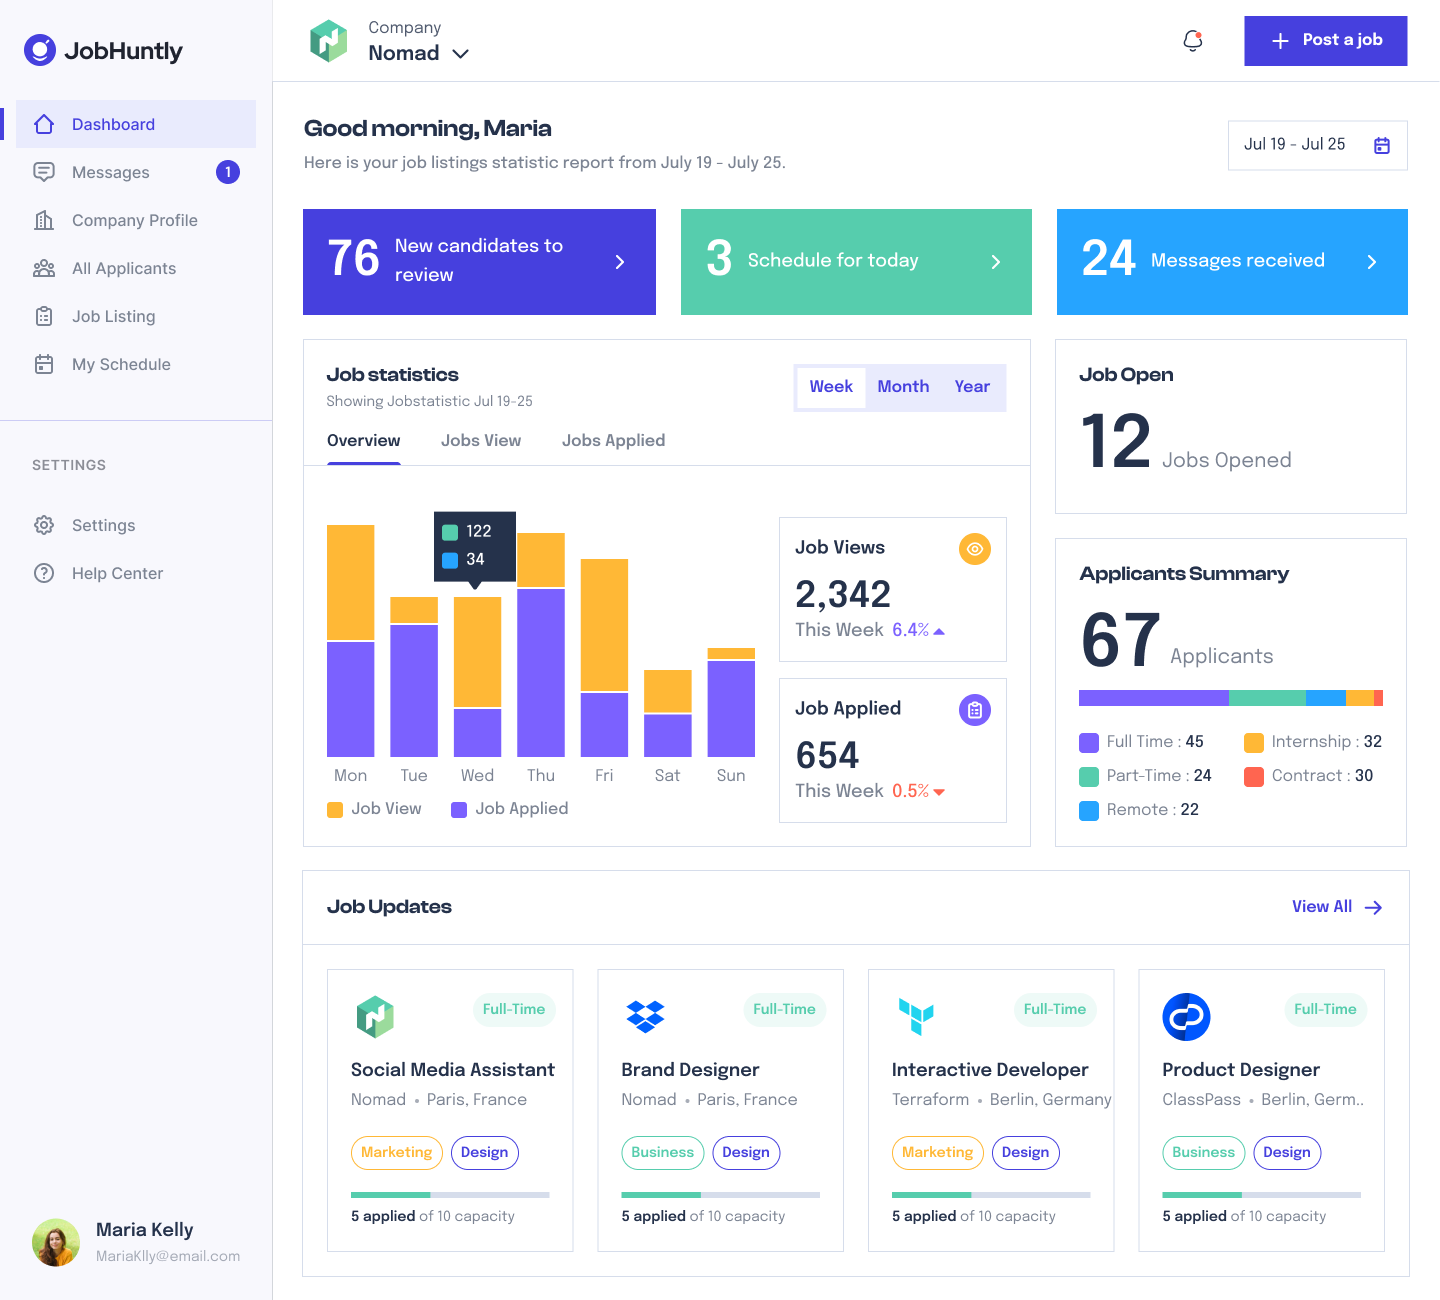 JobHuntly
Dashboard
Messages
1
Company Profile
All Applicants
Job Listing
My Schedule
SETTINGS
Settings
Help Center
Maria Kelly
MariaKlly@email.com
Company
Nomad
Post a job
Good morning, Maria
Here is your job listings statistic report from July 19 - July 25.
Jul 19 - Jul 25
76
New candidates to
review
3
Schedule for today
24
Messages received
Job statistics
Showing Jobstatistic Jul 19-25
Week
Month
Year
Overview
Jobs View
Jobs Applied
122
34
Mon
Tue
Wed
Thu
Fri
Sat
Sun
Job View
Job Applied
Job Views
2,342
This Week 6.4%
Job Applied
654
This Week 0.5%
Job Open
12 Jobs Opened
Applicants Summary
67 Applicants
Full Time : 45
Internship : 32
Part-Time : 24
Contract : 30
Remote : 22
Job Updates
View All
Full-Time
Social Media Assistant
Nomad • Paris, France
Marketing
Design
5 applied of 10 capacity
Full-Time
Brand Designer
Nomad • Paris, France
Business
Design
5 applied of 10 capacity
Full-Time
Interactive Developer
Terraform • Berlin, Germany
Marketing
Design
5 applied of 10 capacity
Full-Time
Product Designer
ClassPass • Berlin, Germ..
Business
Design
5 applied of 10 capacity